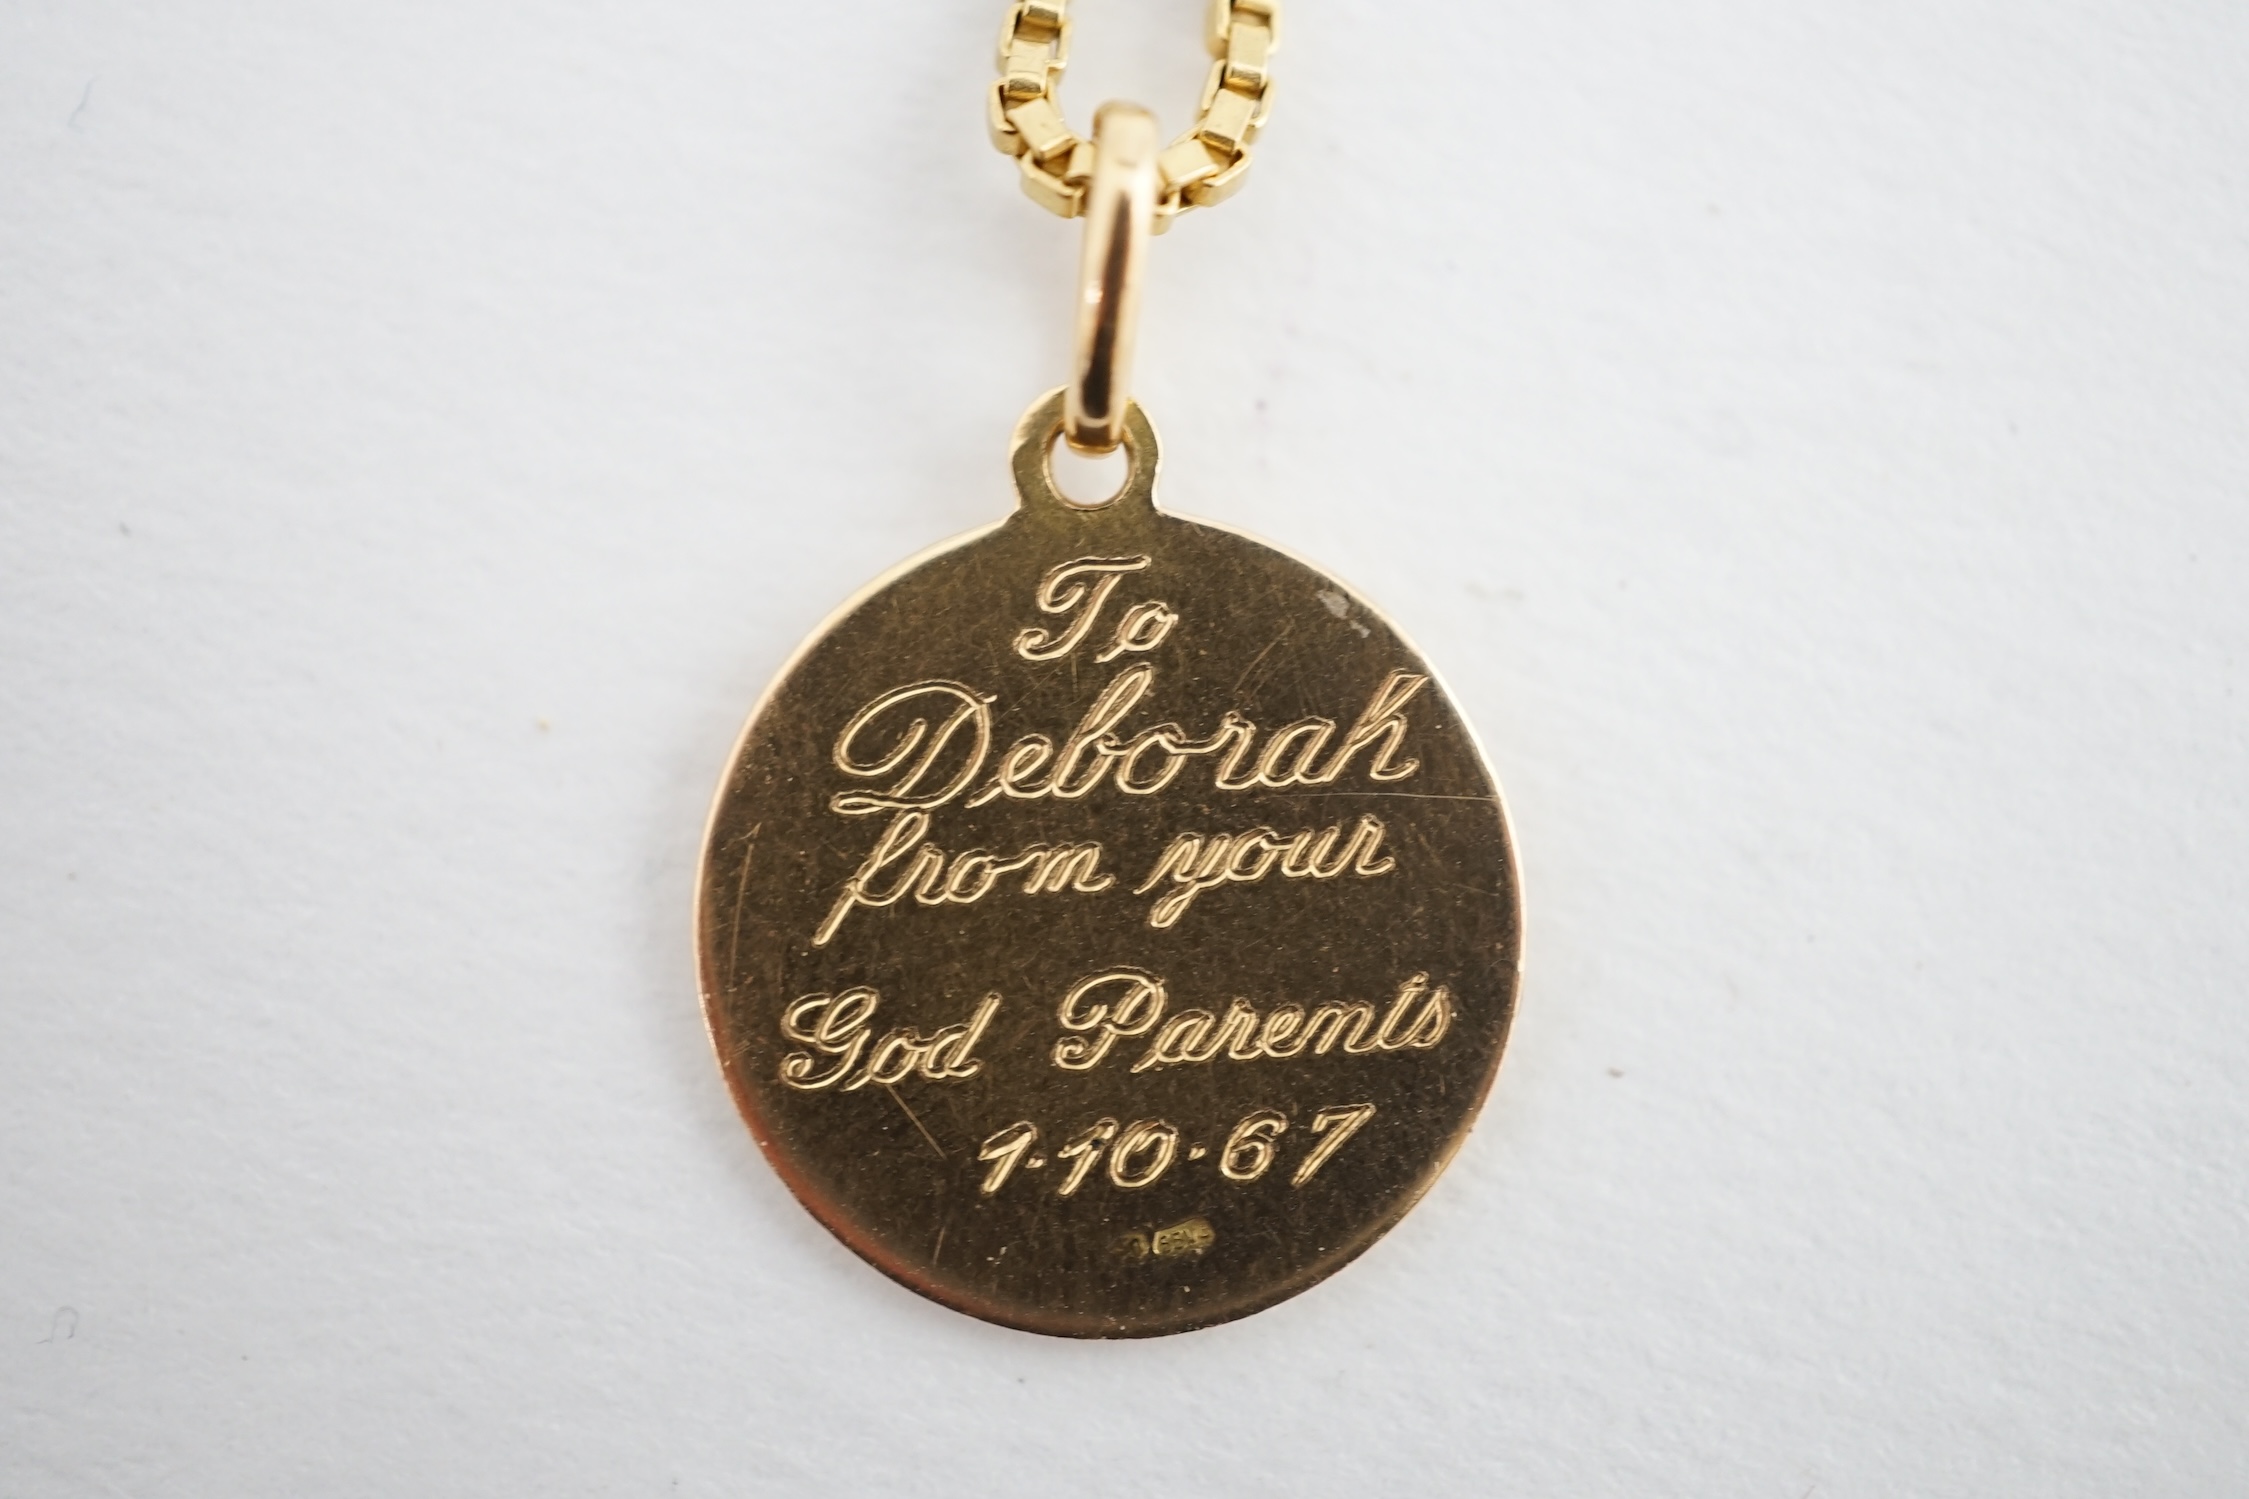 To
Deborah
from your
God Parents
1·10·67